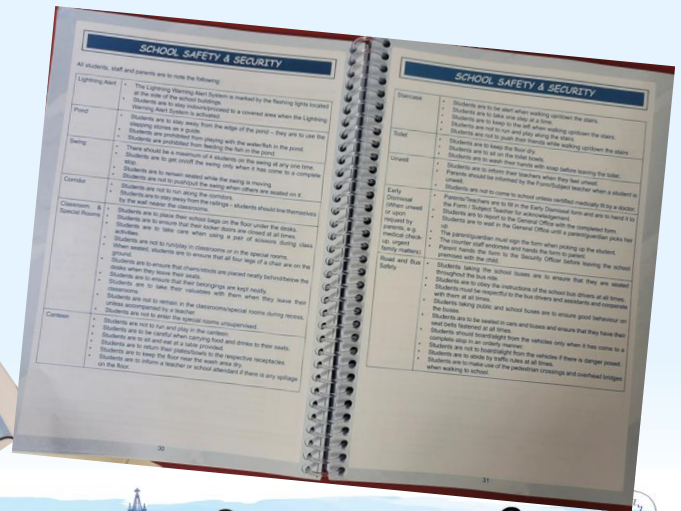 SCHOOL SAFETY & SECURITY
All students, staff and parents are to note the following:
Lightning Alert
• The Lightning Warning Alert System is marked by the flashing lights located
at the side of the school buildings.
• Students are to stay indoors/proceed to a covered area when the Lightning
Warning Alert System is activated.
Pond
• Students are to stay away from the edge of the pond – they are to use the
stepping stones as a guide.
• Students are prohibited from playing with the water/fish in the pond.
• Students are prohibited from feeding the fish in the pond.
Swing
• There should be a maximum of 4 students on the swing at any one time.
• Students are to get on/off the swing only when it has come to a complete
stop.
• Students are to remain seated while the swing is moving.
• Students are not to push/pull the swing when others are seated on it.
Corridor
• Students are not to run along the corridors.
• Students are to stay away from the railings - students should line themselves
by the wall nearer the classrooms.
Classroom &
Special Rooms
• Students are to place their school bags on the floor under the desks.
• Students are to ensure that their locker doors are closed at all times.
• Students are to take care when using a pair of scissors during class
activities.
• Students are not to run/play in classrooms or in the special rooms.
• When seated, students are to ensure that all four legs of a chair are on the
ground.
• Students are to ensure that chairs/stools are placed neatly behind/below the
desks when they leave their seats.
• Students are to ensure that their belongings are kept neatly.
• Students are to take their valuables with them when they leave their
classrooms.
• Students are not to remain in the classrooms/special rooms during recess,
unless accompanied by a teacher.
• Students are not to enter the special rooms unsupervised.
Canteen
• Students are not to run and play in the canteen.
• Students are to be careful when carrying food and drinks to their seats.
• Students are to sit and eat at a table provided.
• Students are to return their plates/bowls to the respective receptacles.
• Students are to keep the floor near the wash area dry.
• Students are to inform a teacher or school attendant if there is any spillage
on the floor.
30
SCHOOL SAFETY & SECURITY
Staircase
• Students are to be alert when walking up/down the stairs.
• Students are to take one step at a time.
• Students are to keep to the left when walking up/down the stairs.
• Students are not to run and play along the stairs.
• Students are not to push their friends while walking up/down the stairs.
Toilet
• Students are to keep the floor dry.
• Students are to sit on the toilet bowls.
• Students are to wash their hands with soap before leaving the toilet.
Unwell
• Students are to inform their teachers when they feel unwell.
• Parents should be notified by the Form/Subject teacher when a student is
unwell.
• Students are not to come to school unless certified medically fit by a doctor.
Early
Dismissal
(When unwell
or upon
request by
parents, e.g.
medical check-
up, urgent
family matters)
• Parents/Teachers are to fill in the Early Dismissal form and are to hand it to
the Form / Subject Teacher for acknowledgement.
• Students are to report to the General Office with the completed form.
• Students are to wait in the General Office until a parent/guardian picks her
up.
• The parent/guardian must sign the form when picking up the student.
• The counter staff endorses and hands the form to parent.
• Parent hands the form to the Security Officer before leaving the school
premises with the child.
Road and Bus
Safety
• Students taking the school buses are to ensure that they are seated
throughout the bus ride.
• Students are to obey the instructions of the school bus drivers at all times.
• Students must be respectful to the bus drivers and assistants and cooperate
with them at all times.
• Students taking public and school buses are to ensure good behaviour on
the buses.
• Students are to be seated in cars and buses and ensure that they have their
seat belts fastened at all times.
• Students should board/alight from the vehicles only when it has come to a
complete stop in an orderly manner.
• Students are not to board/alight from the vehicles if there is danger posed.
• Students are to abide by traffic rules at all times.
• Students are to make use of the pedestrian crossings and overhead bridges
when walking to school.
31